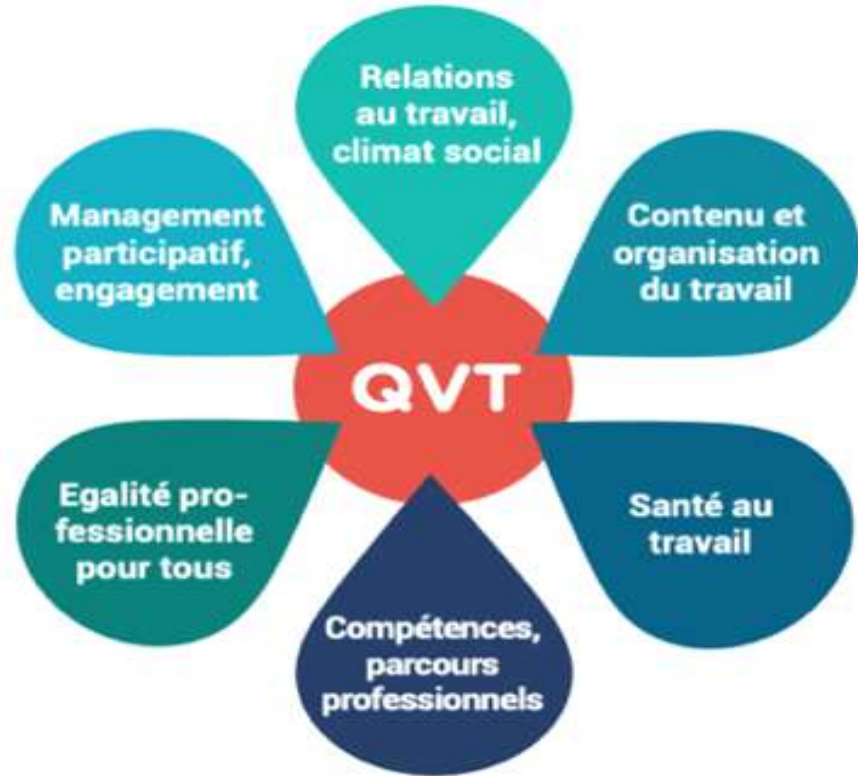 Relations
au travail,
climat social
Management
participatif,
engagement
Contenu et
organisation
du travail
QVT
Egalité pro-
fessionnelle
pour tous
Santé au
travail
Compétences,
parcours
professionnels